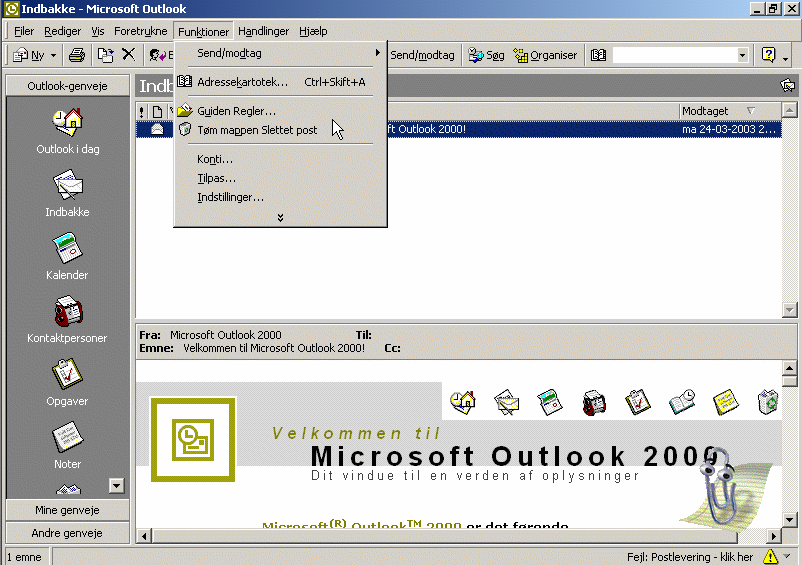 Indbakke - Microsoft Outlook
Filer Rediger Vis Foretrykne Funktioner Handlinger Hjælp
Ny Send/modtag Søg Organiser
Send/modtag
Adressekartotek... Ctrl+Skift+A
Guiden Regler...
Tøm mappen Slettet post
Konti...
Tilpas...
Indstillinger...
Outlook-genveje
Outlook i dag
Indbakke
Kalender
Kontaktpersoner
Opgaver
Noter
Mine genveje
Andre genveje
Indb
Modtaget
ft Outlook 2000! ma 24-03-2003 2...
Fra: Microsoft Outlook 2000 Til:
Emne: Velkommen til Microsoft Outlook 2000! Cc:
Velkommen til
Microsoft Outlook 2000
Dit vindue til en verden af oplysninger
Microsoft(R) Outlook™ 2000 er det førende
1 emne
Fejl: Postlevering - klik her